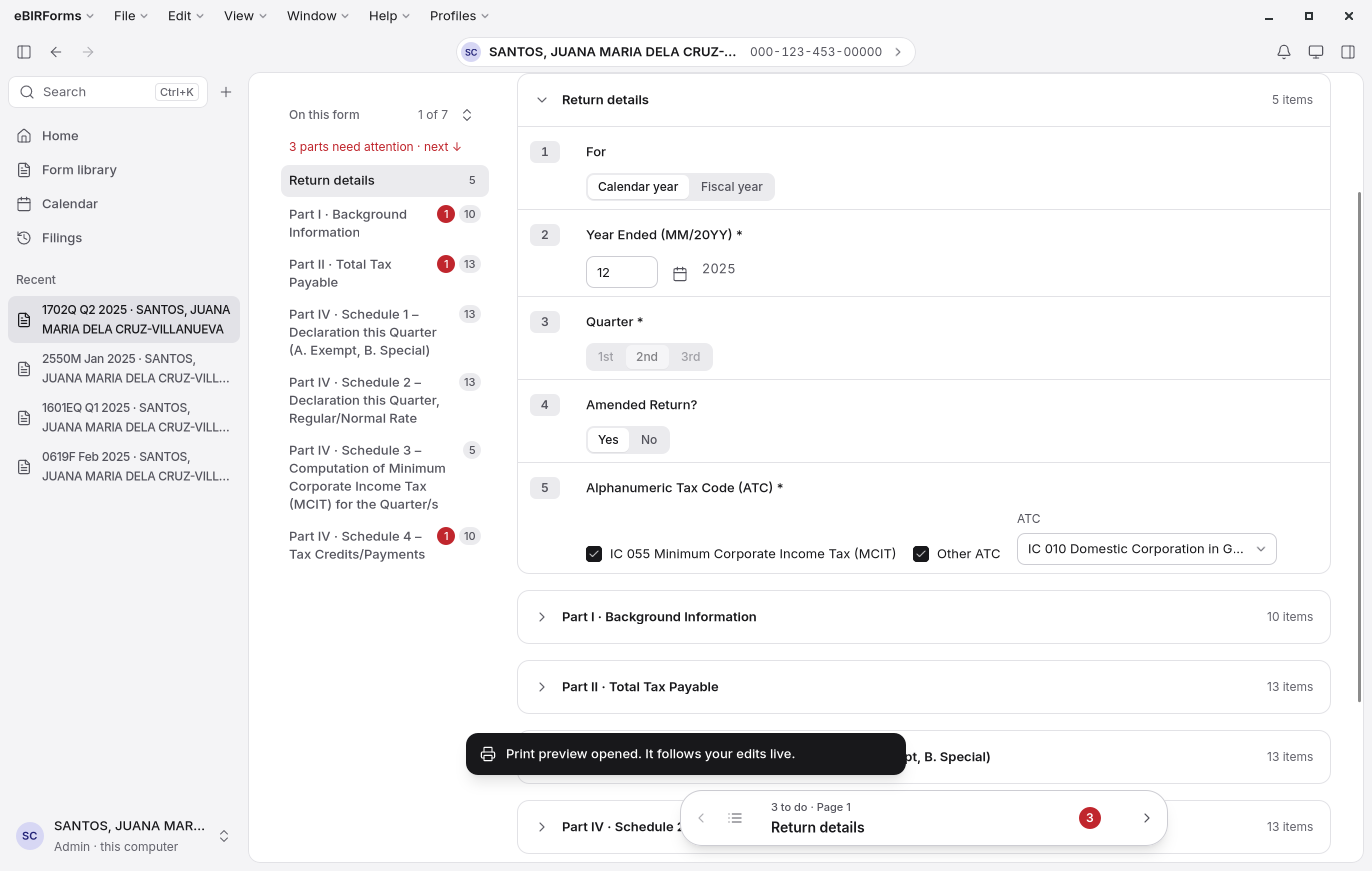 eBIRForms File Edit View Window Help Profiles
SC SANTOS, JUANA MARIA DELA CRUZ-... 000-123-453-00000
Search Ctrl+K
Home
Form library
Calendar
Filings
Recent
1702Q Q2 2025 · SANTOS, JUANA
MARIA DELA CRUZ-VILLANUEVA
2550M Jan 2025 · SANTOS,
JUANA MARIA DELA CRUZ-VILL...
1601EQ Q1 2025 · SANTOS,
JUANA MARIA DELA CRUZ-VILL...
0619F Feb 2025 · SANTOS,
JUANA MARIA DELA CRUZ-VILL...
SC SANTOS, JUANA MAR...
Admin · this computer
On this form 1 of 7
3 parts need attention · next ↓
Return details 5
Part I · Background 1 10
Information
Part II · Total Tax 1 13
Payable
Part IV · Schedule 1 – 13
Declaration this Quarter
(A. Exempt, B. Special)
Part IV · Schedule 2 – 13
Declaration this Quarter,
Regular/Normal Rate
Part IV · Schedule 3 – 5
Computation of Minimum
Corporate Income Tax
(MCIT) for the Quarter/s
Part IV · Schedule 4 – 1 10
Tax Credits/Payments
Return details 5 items
1 For
Calendar year Fiscal year
2 Year Ended (MM/20YY) *
12 2025
3 Quarter *
1st 2nd 3rd
4 Amended Return?
Yes No
5 Alphanumeric Tax Code (ATC) *
ATC
IC 055 Minimum Corporate Income Tax (MCIT) Other ATC IC 010 Domestic Corporation in G...
Part I · Background Information 10 items
Part II · Total Tax Payable 13 items
Print preview opened. It follows your edits live.
pt, B. Special) 13 items
Part IV · Schedule 2 13 items
3 to do · Page 1
Return details 3